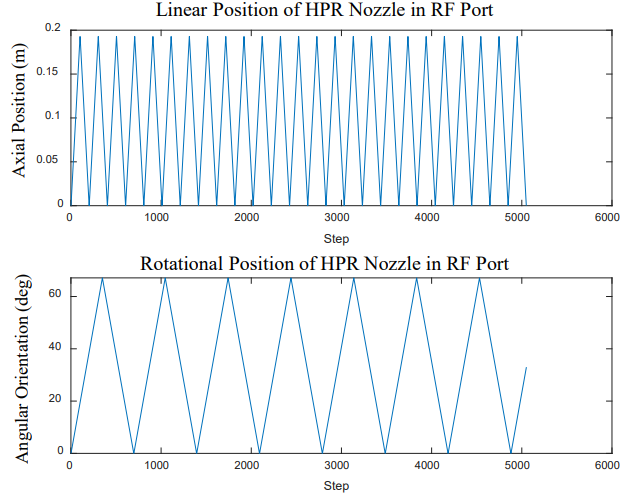 Linear Position of HPR Nozzle in RF Port
Axial Position (m)
0.2
0.15
0.1
0.05
0
0 1000 2000 3000 4000 5000 6000
Step
Rotational Position of HPR Nozzle in RF Port
Angular Orientation (deg)
60
40
20
0
0 1000 2000 3000 4000 5000 6000
Step